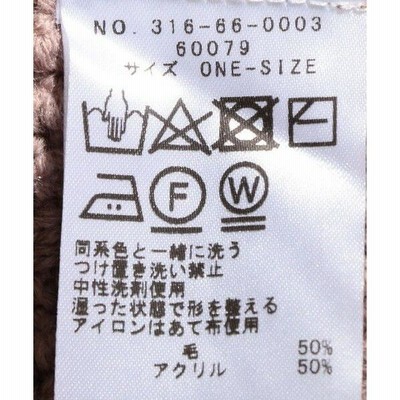 NO. 316-66-0003
60079
サイズ ONE-SIZE
F W
同系色と一緒に洗う
つけ置き洗い禁止
中性洗剤使用
湿った状態で形を整える
アイロンはあて布使用
毛 50%
アクリル 50%